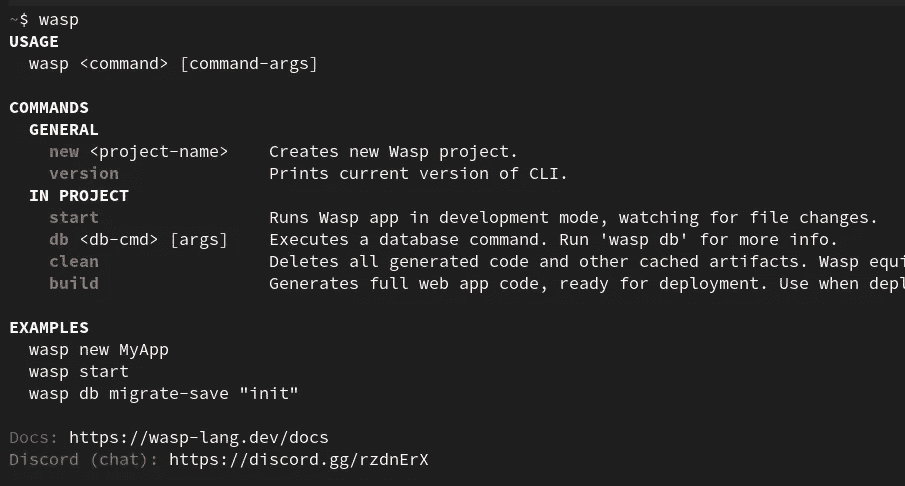 ~$ wasp
USAGE
wasp <command> [command-args]
COMMANDS
GENERAL
new <project-name> Creates new Wasp project.
version Prints current version of CLI.
IN PROJECT
start Runs Wasp app in development mode, watching for file changes.
db <db-cmd> [args] Executes a database command. Run 'wasp db' for more info.
clean Deletes all generated code and other cached artifacts. Wasp equi
build Generates full web app code, ready for deployment. Use when depl
EXAMPLES
wasp new MyApp
wasp start
wasp db migrate-save "init"
Docs: https://wasp-lang.dev/docs
Discord (chat): https://discord.gg/rzdnErX